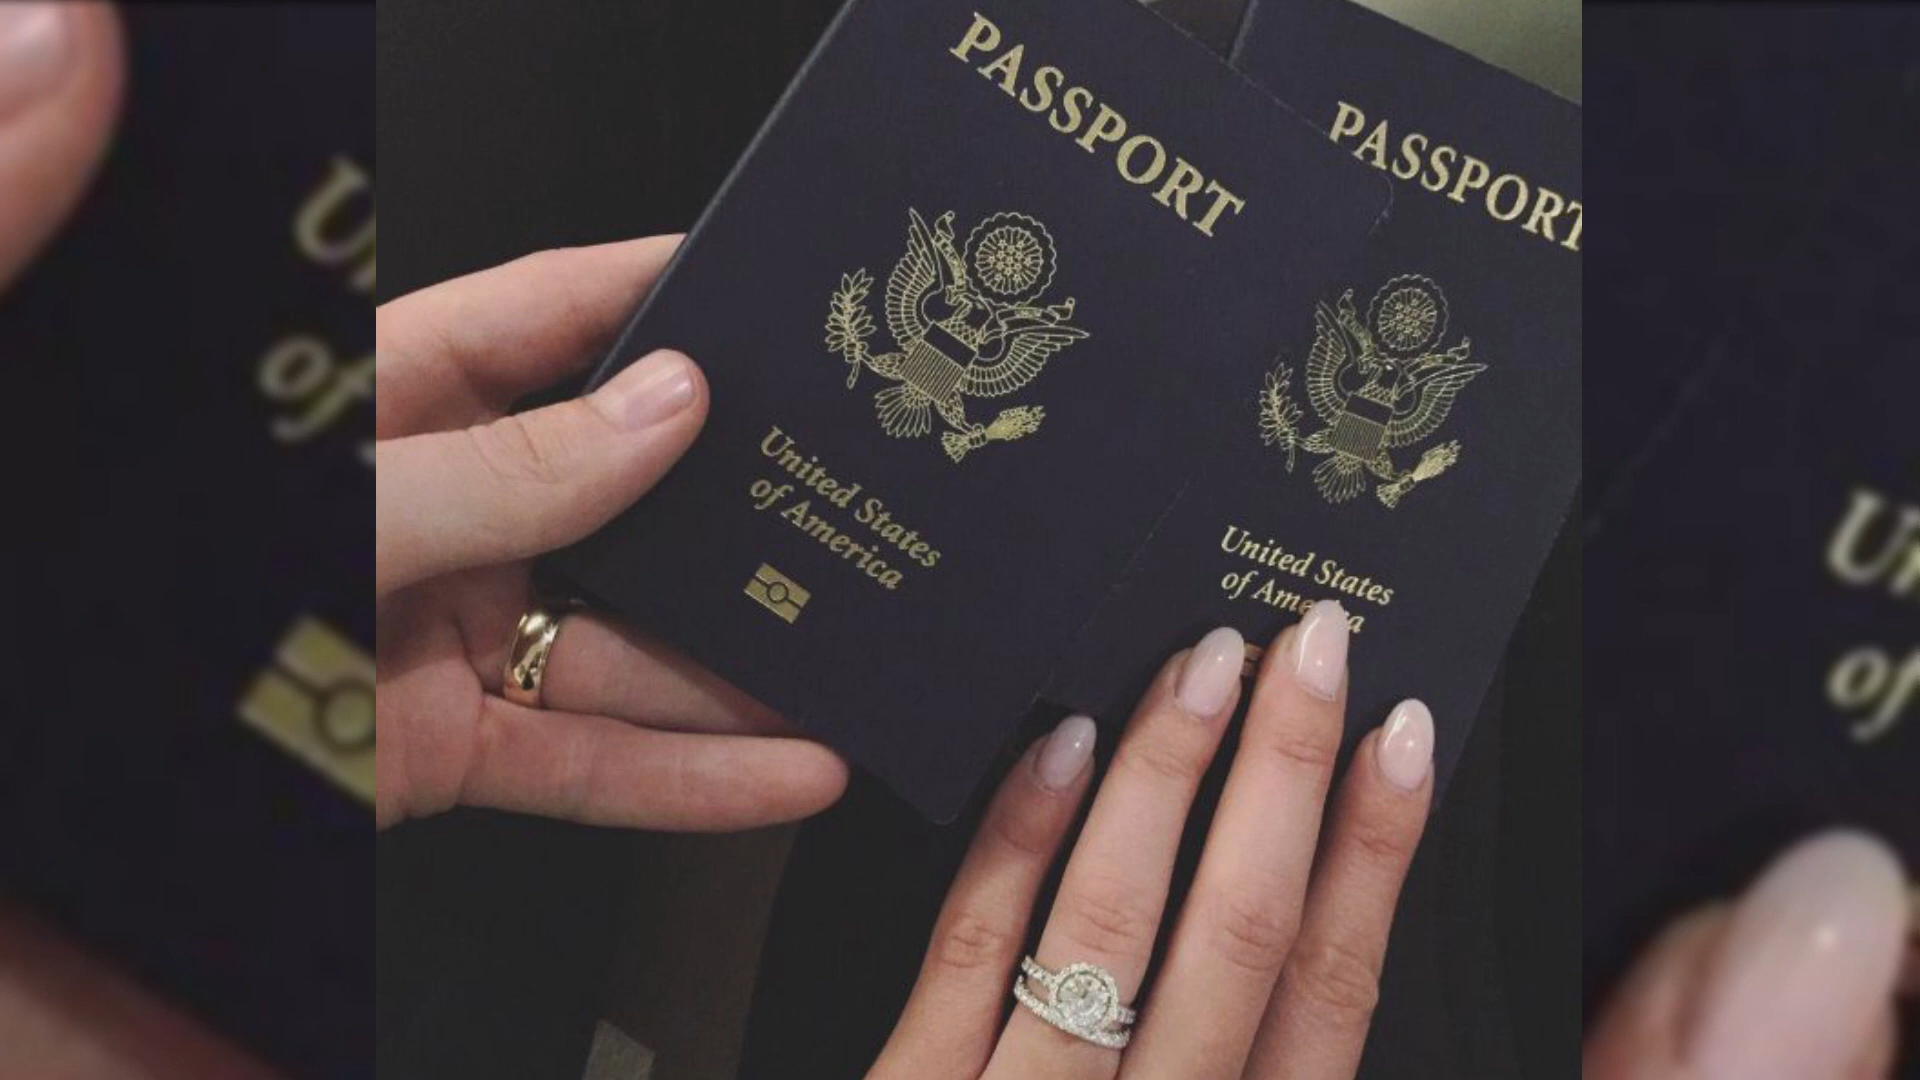 PASSPORT
United States
of America
PASSPORT
United States
of America